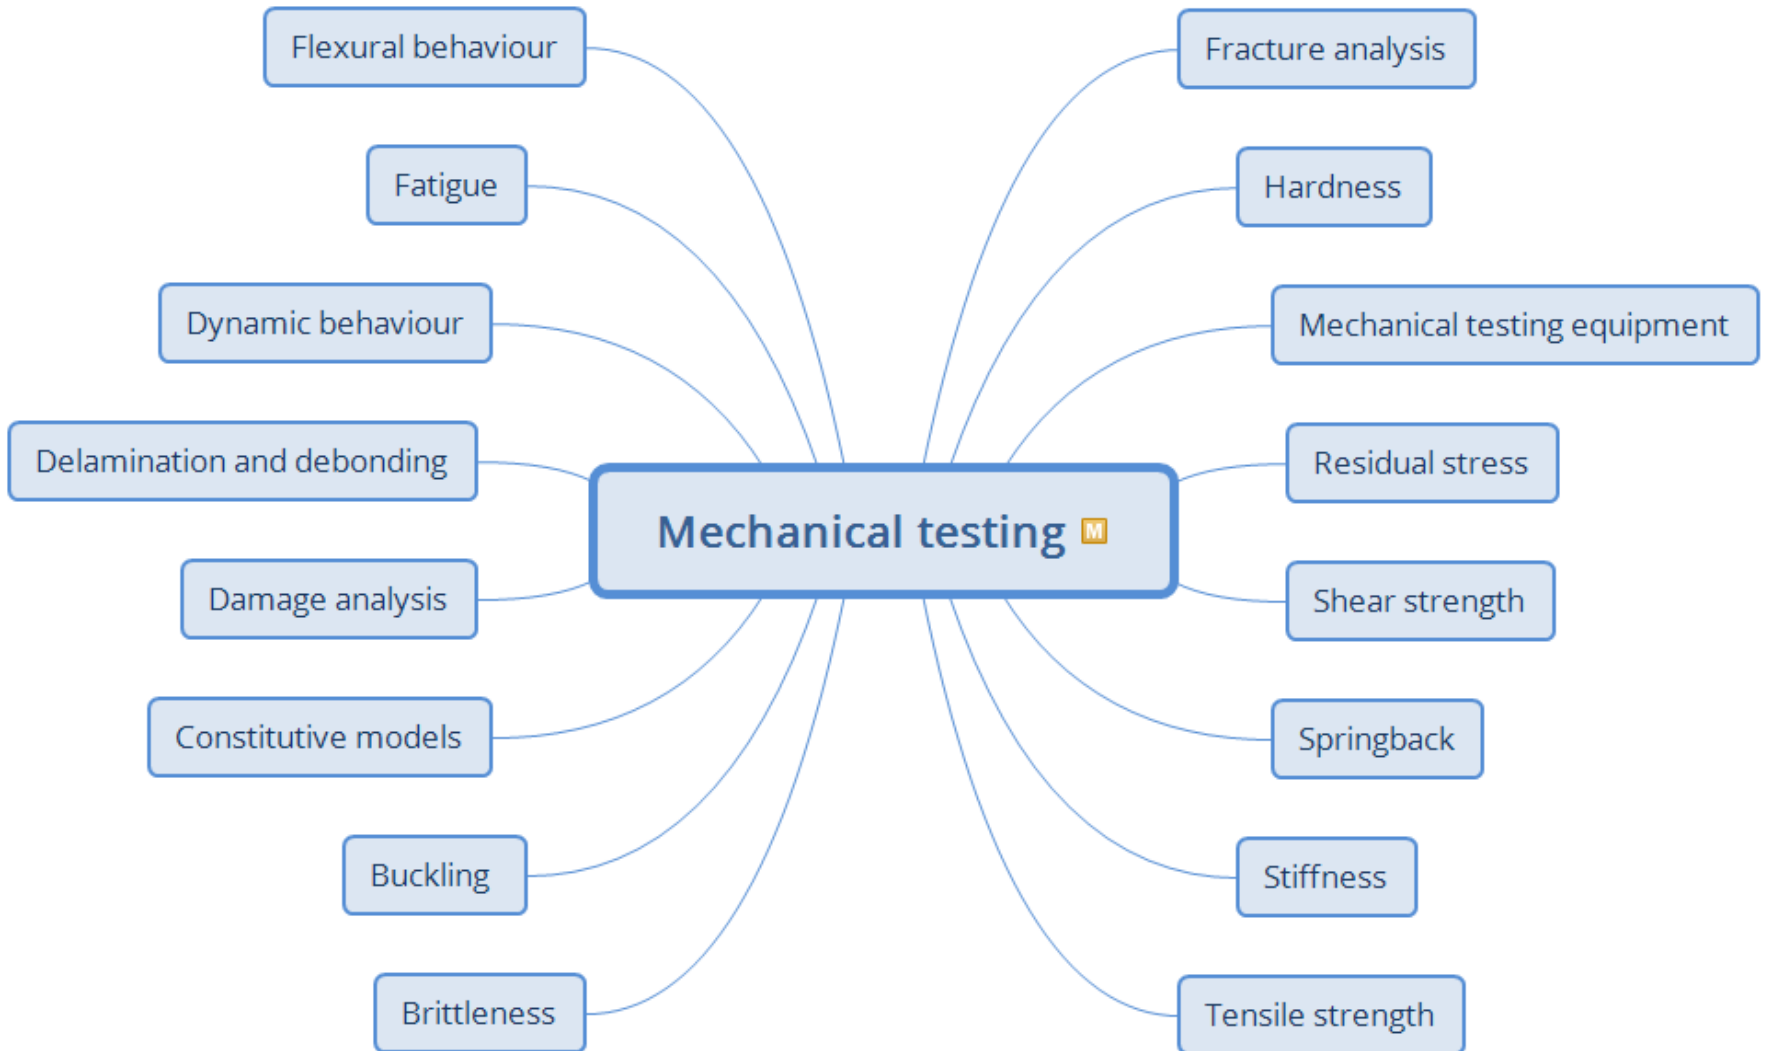 Flexural behaviour
Fatigue
Dynamic behaviour
Delamination and debonding
Damage analysis
Constitutive models
Buckling
Brittleness
Mechanical testing M
Fracture analysis
Hardness
Mechanical testing equipment
Residual stress
Shear strength
Springback
Stiffness
Tensile strength